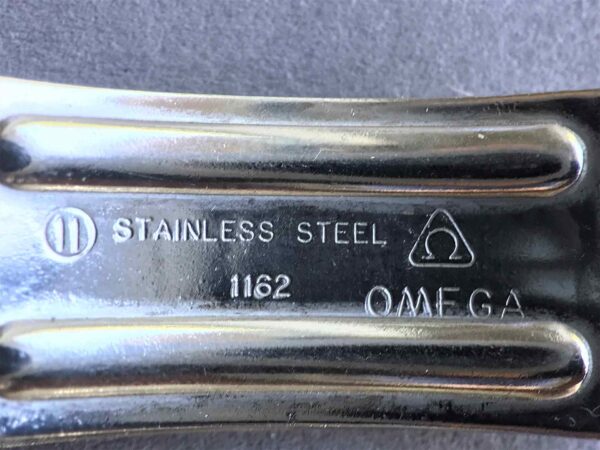 11 STAINLESS STEEL Ω
1162 OMEGA